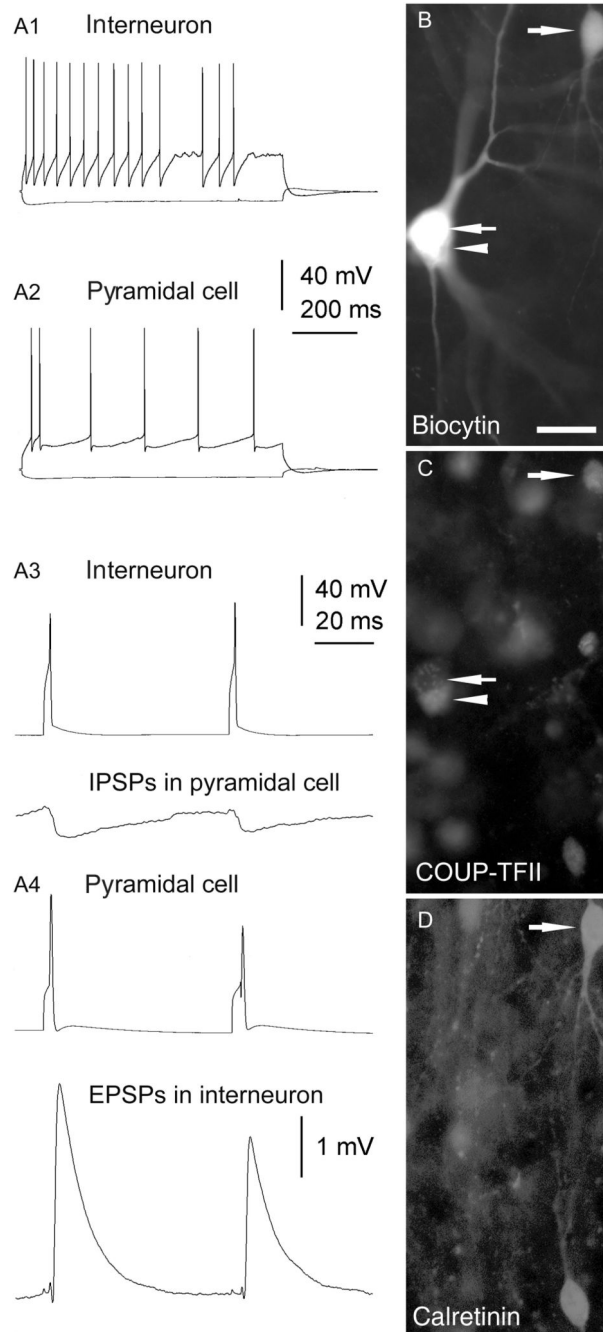 A1 Interneuron
40 mV
200 ms
A2 Pyramidal cell
A3 Interneuron
40 mV
20 ms
IPSPs in pyramidal cell
A4 Pyramidal cell
EPSPs in interneuron
1 mV
B
Biocytin
C
COUP-TFII
D
Calretinin